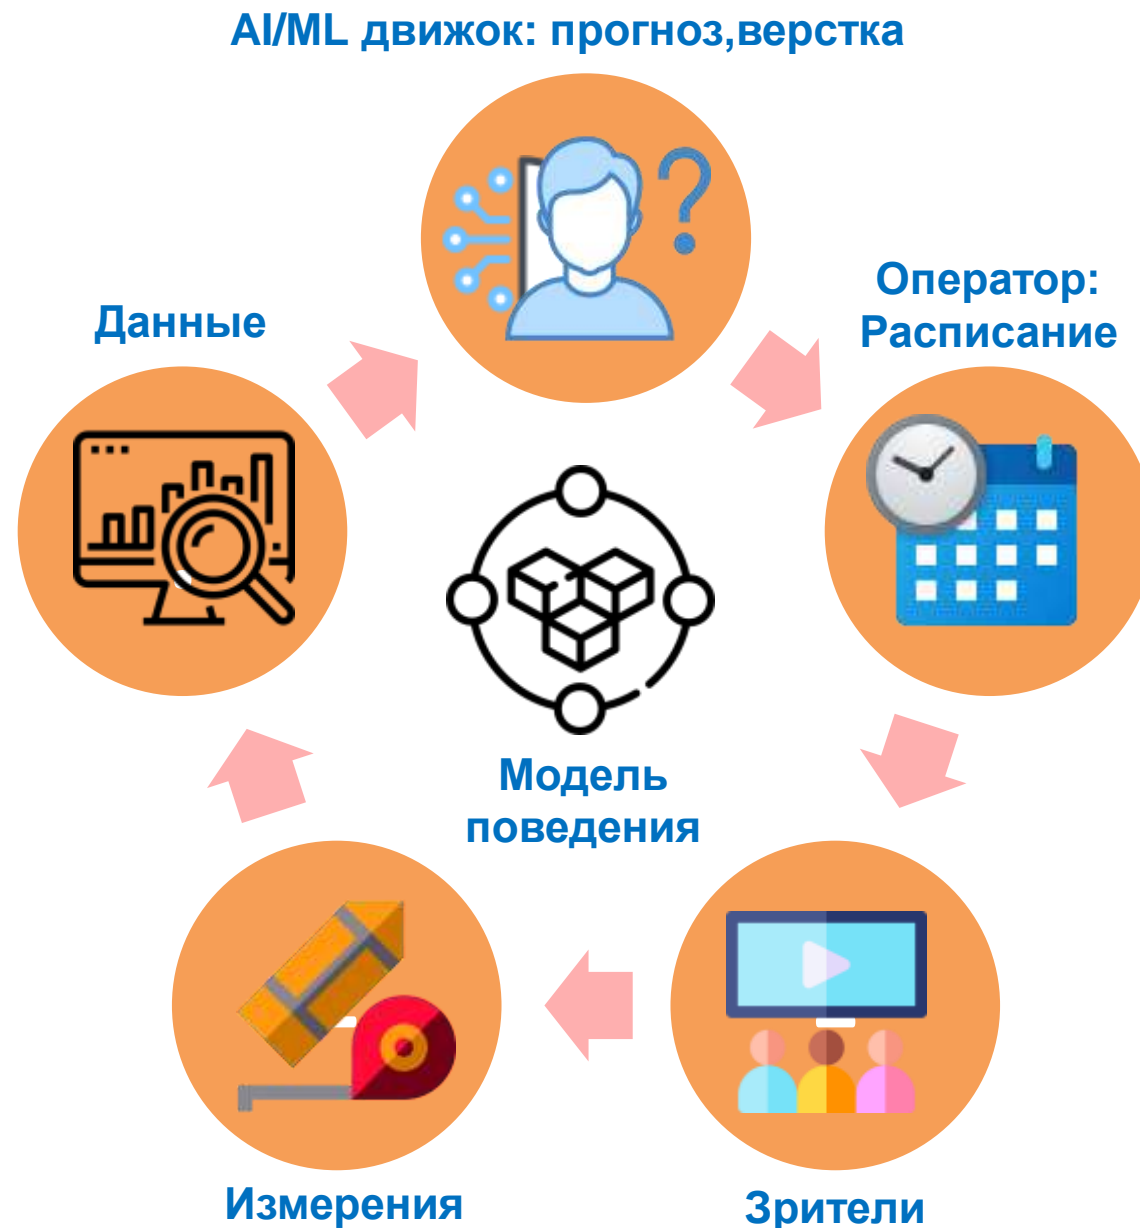 AI/ML движок: прогноз,верстка
Оператор:
Расписание
Данные
Модель
поведения
Измерения
Зрители